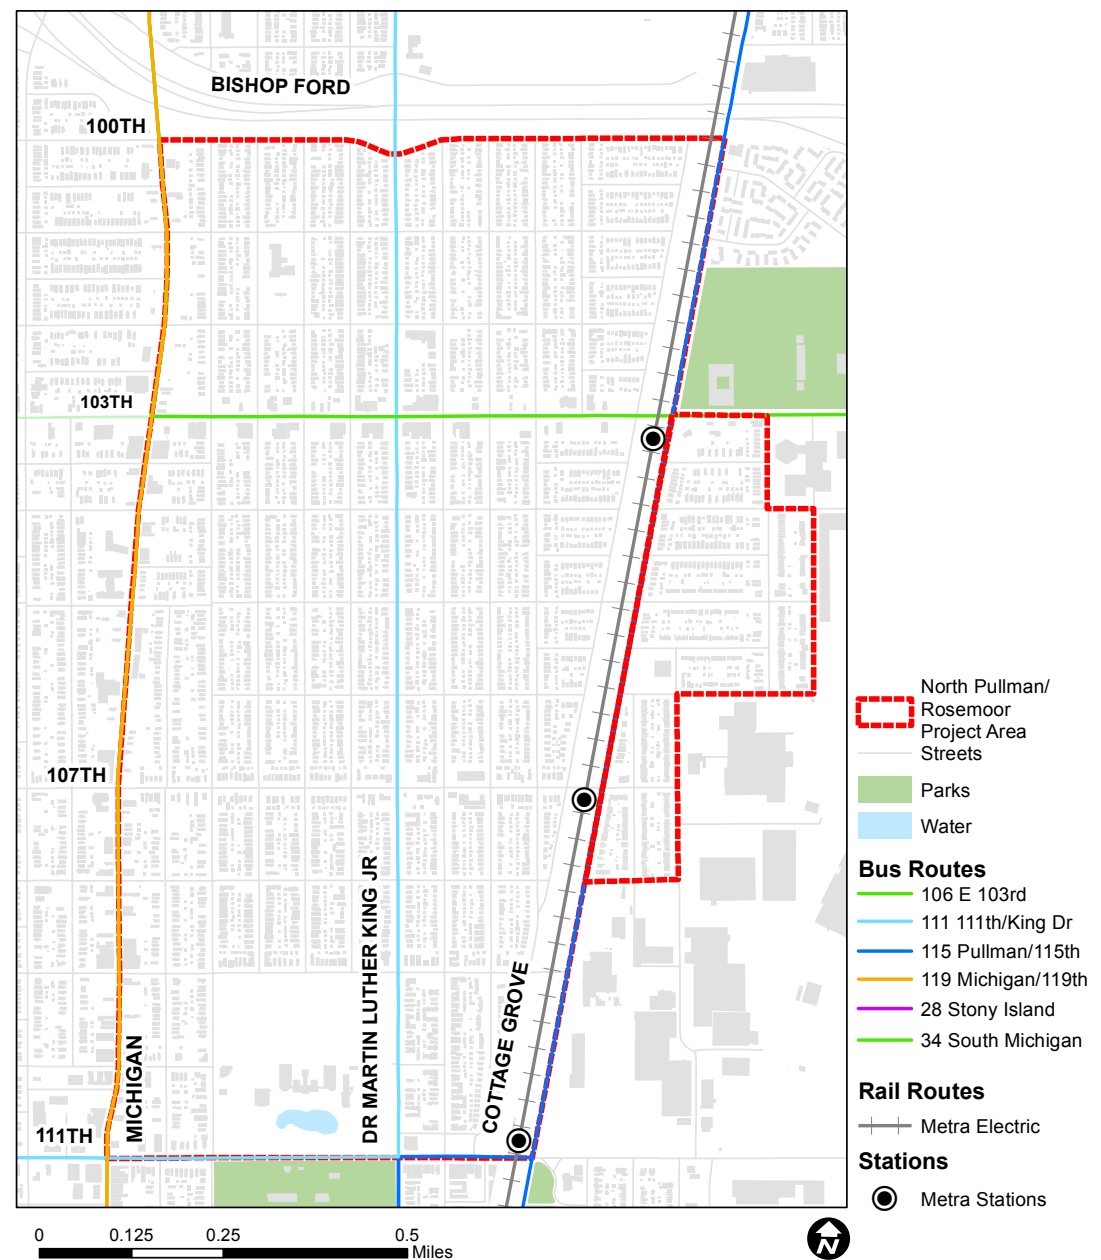 BISHOP FORD
100TH
103TH
107TH
DR MARTIN LUTHER KING JR
COTTAGE GROVE
MICHIGAN
111TH
North Pullman/
Rosemoor
Project Area
Streets
Parks
Water
Bus Routes
106 E 103rd
111 111th/King Dr
115 Pullman/115th
119 Michigan/119th
28 Stony Island
34 South Michigan
Rail Routes
Metra Electric
Stations
Metra Stations
0 0.125 0.25 0.5
Miles
N